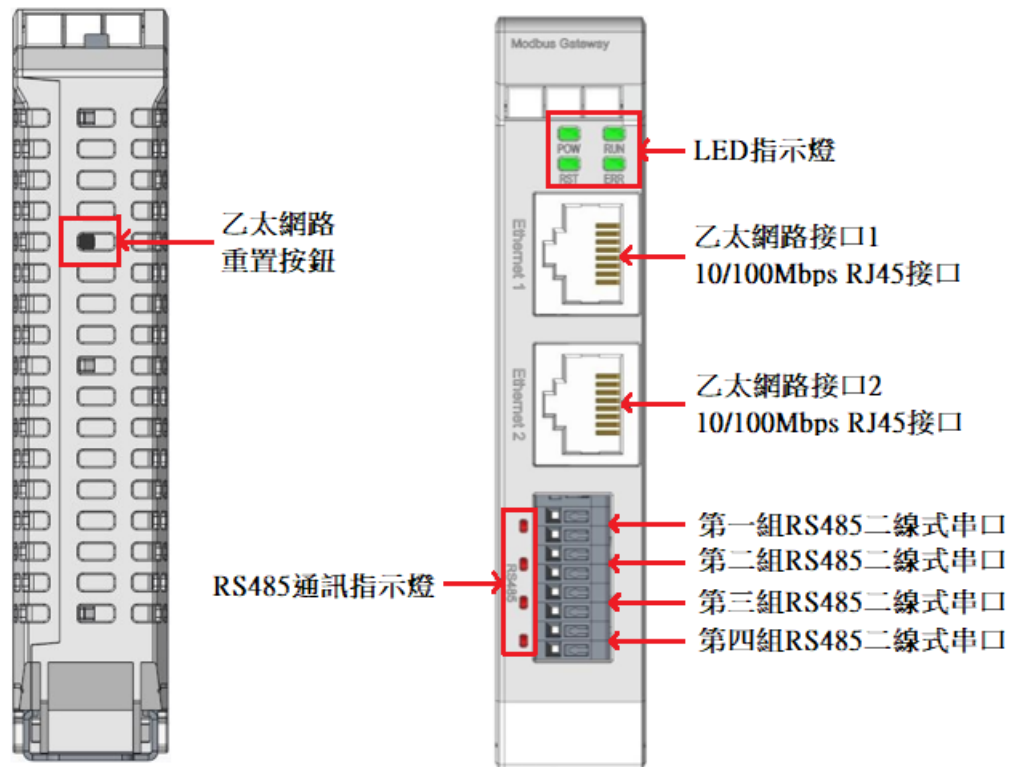 Modbus Gateway
POW RUN
RST ERR
LED指示燈
乙太網路
重置按鈕
Ethernet 1
乙太網路接口1
10/100Mbps RJ45接口
Ethernet 2
乙太網路接口2
10/100Mbps RJ45接口
第一組RS485二線式串口
第二組RS485二線式串口
RS485通訊指示燈
RS485
第三組RS485二線式串口
第四組RS485二線式串口